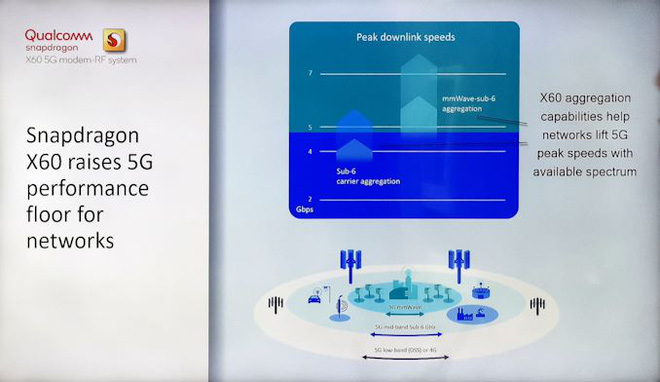 Qualcomm
snapdragon
X60 5G modem-RF system
Snapdragon
X60 raises 5G
performance
floor for
networks
Peak downlink speeds
7
mmWave-sub-6
aggregation
5
4
Sub-6
carrier aggregation
2
Gbps
X60 aggregation
capabilities help
networks lift 5G
peak speeds with
available spectrum
5G mmWave
5G mid-band Sub-6 GHz
5G low-band (DSS) or 4G